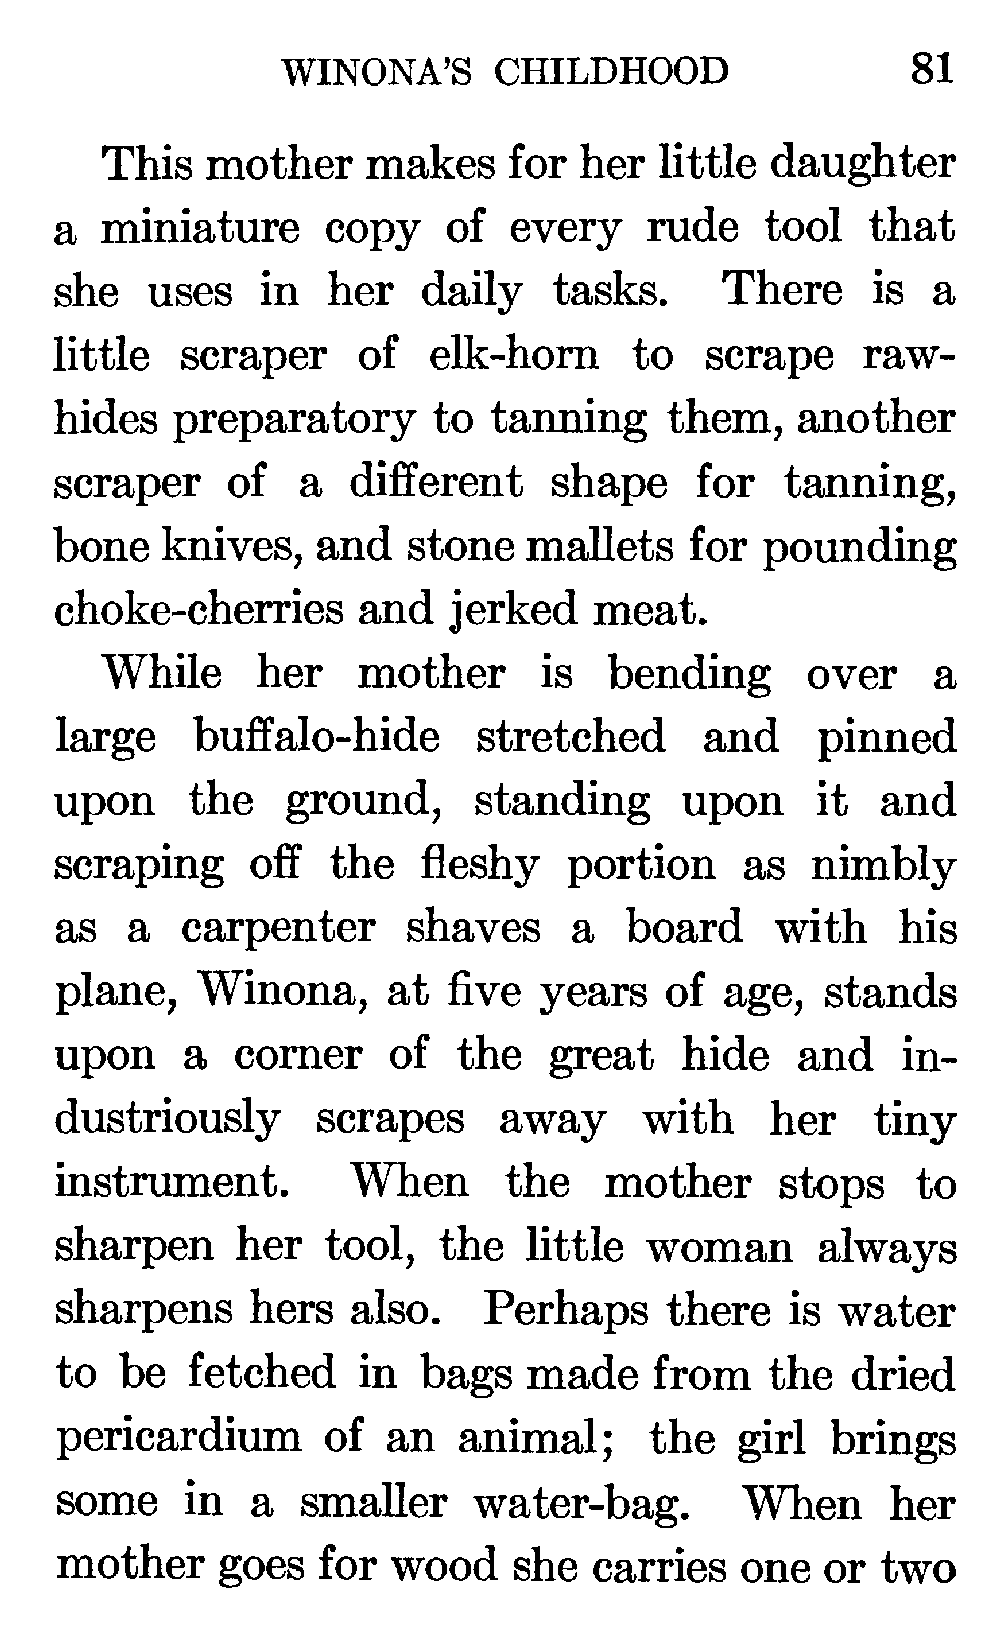 WINONA'S CHILDHOOD 81
This mother makes for her little daughter
a miniature copy of every rude tool that
she uses in her daily tasks. There is a
little scraper of elk-horn to scrape raw-
hides preparatory to tanning them, another
scraper of a different shape for tanning,
bone knives, and stone mallets for pounding
choke-cherries and jerked meat.
While her mother is bending over a
large buffalo-hide stretched and pinned
upon the ground, standing upon it and
scraping off the fleshy portion as nimbly
as a carpenter shaves a board with his
plane, Winona, at five years of age, stands
upon a corner of the great hide and in-
dustriously scrapes away with her tiny
instrument. When the mother stops to
sharpen her tool, the little woman always
sharpens hers also. Perhaps there is water
to be fetched in bags made from the dried
pericardium of an animal; the girl brings
some in a smaller water-bag. When her
mother goes for wood she carries one or two